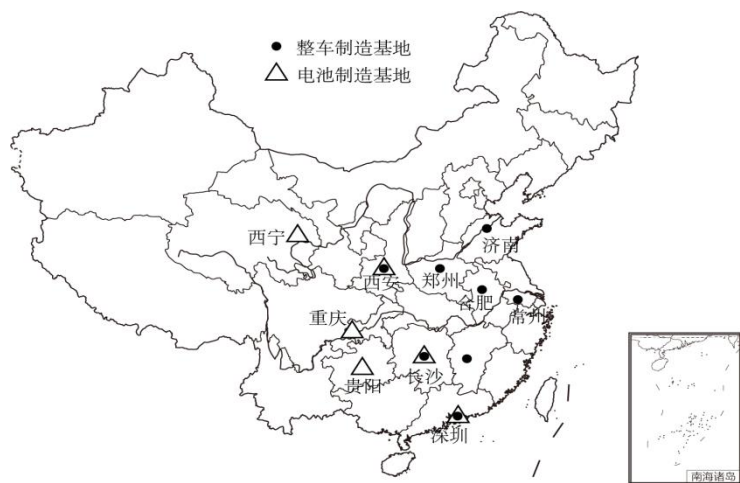 整车制造基地
电池制造基地
西宁
济南
西安
郑州
合肥
常州
重庆
贵阳
长沙
深圳
南海诸岛